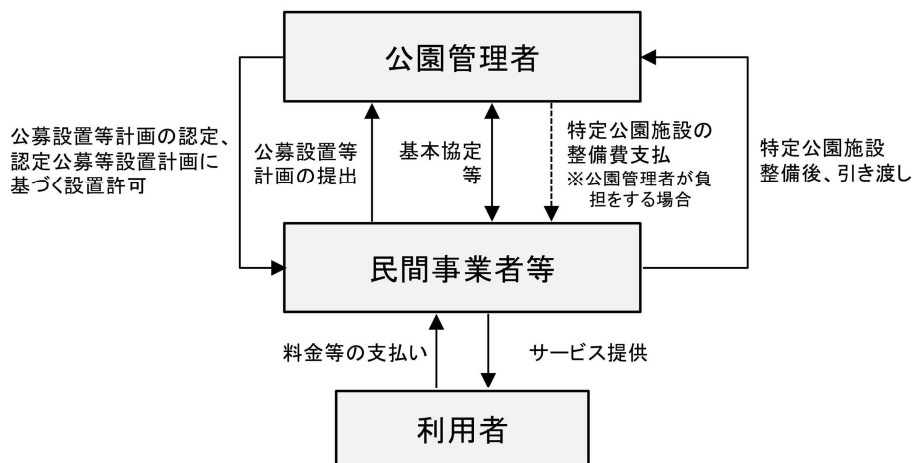 公園管理者
公募設置等計画の認定、
認定公募等設置計画に
基づく設置許可
公募設置等
計画の提出
基本協定
等
特定公園施設の
整備費支払
※公園管理者が負
担をする場合
特定公園施設
整備後、引き渡し
民間事業者等
料金等の支払い
サービス提供
利用者